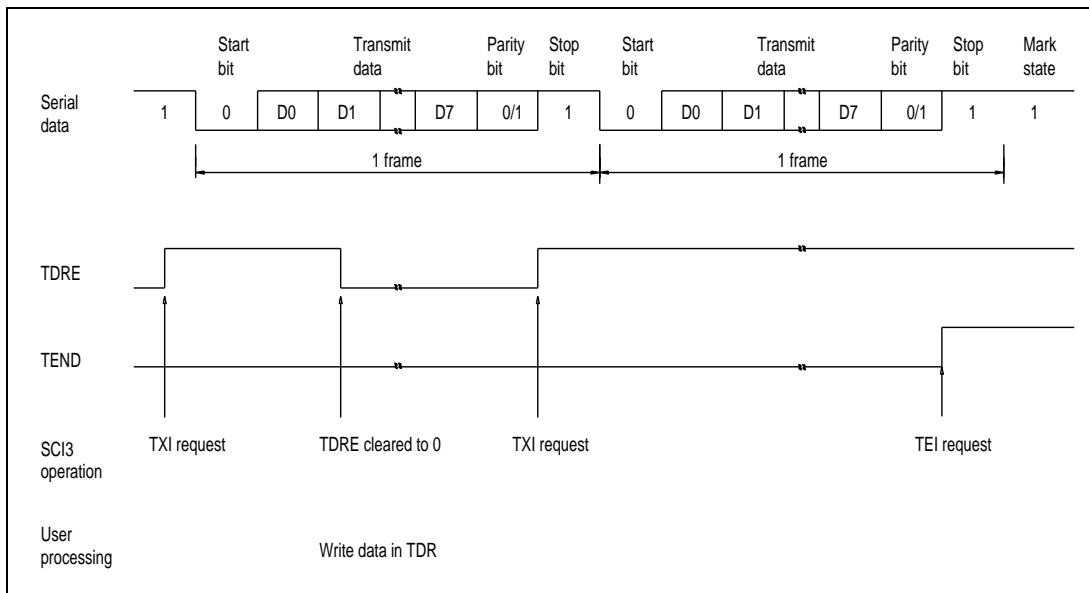 Start bit
Transmit data
Parity bit
Stop bit
Start bit
Transmit data
Parity bit
Stop bit
Mark state
Serial data
1 0 D0 D1 D7 0/1 1 0 D0 D1 D7 0/1 1 1
1 frame
1 frame
TDRE
TEND
SCI3 operation
TXI request
TDRE cleared to 0
TXI request
TEI request
User processing
Write data in TDR